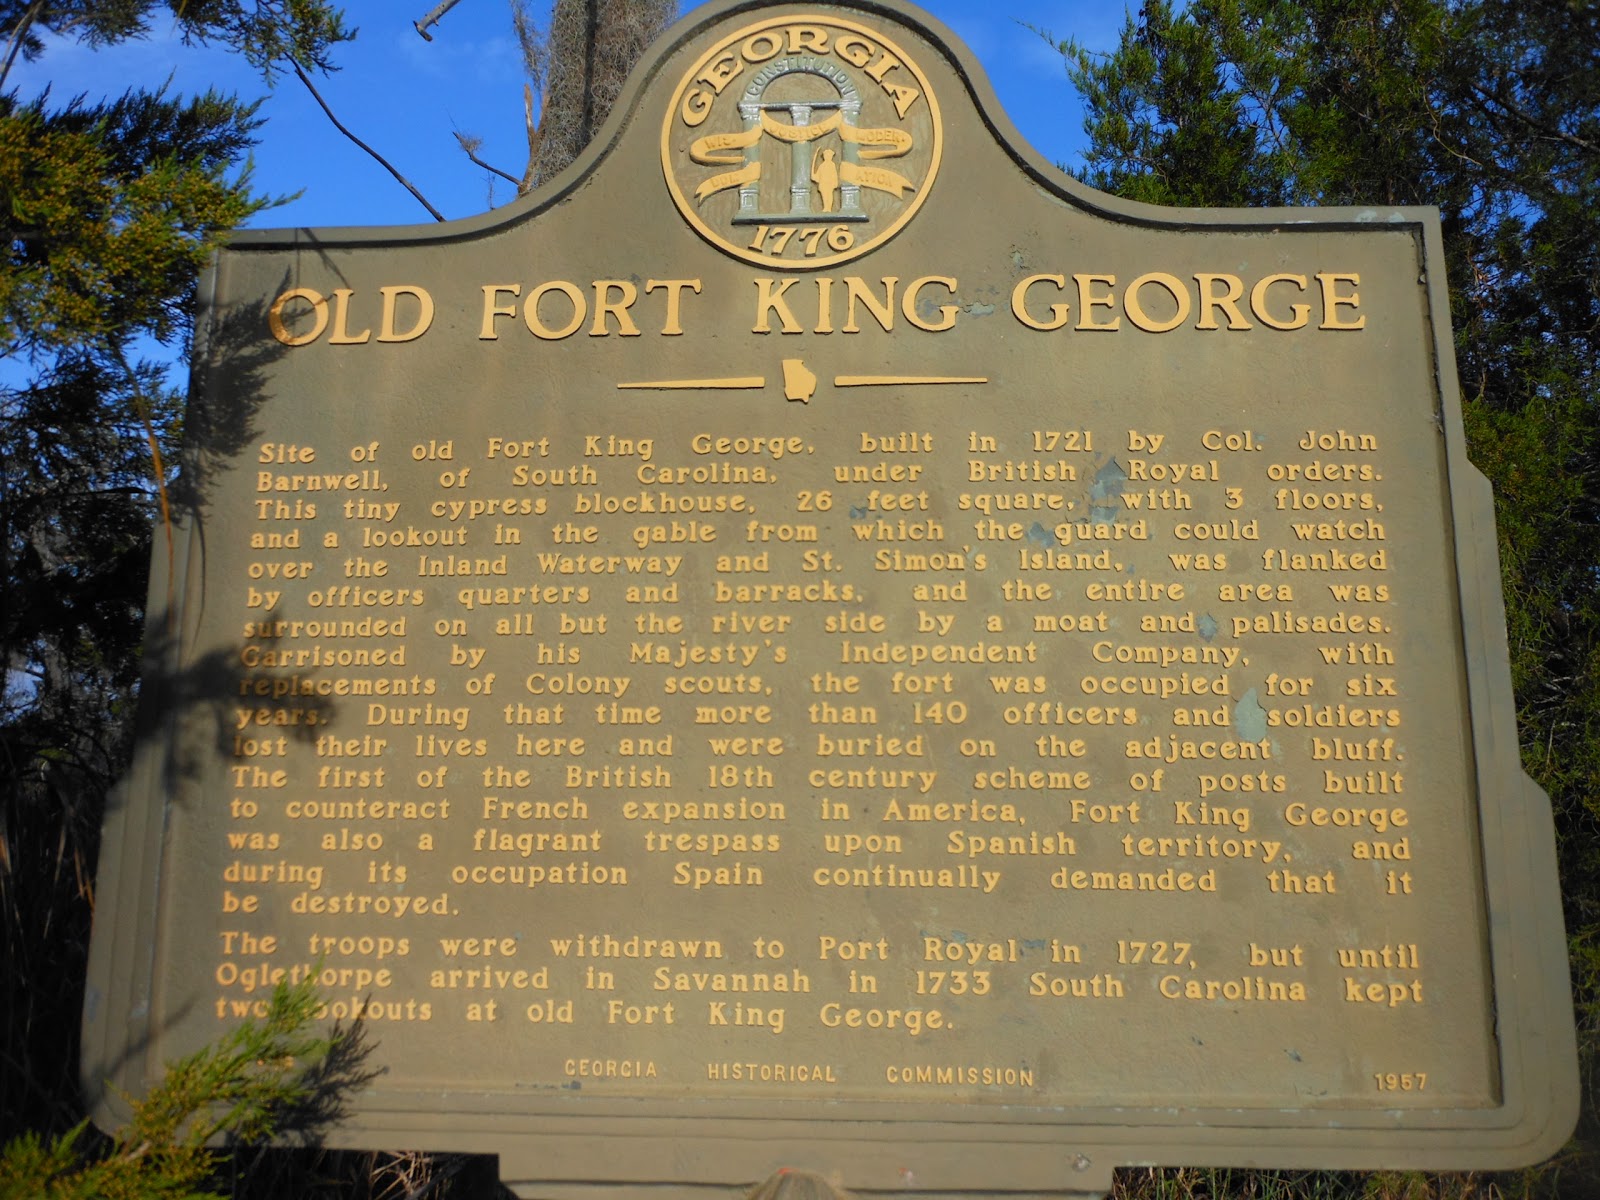 GEORGIA
CONSTITUTION
WIS JUSTICE MODER-
DOM ATION
1776
OLD FORT KING GEORGE
Site of old Fort King George, built in 1721 by Col. John
Barnwell, of South Carolina, under British Royal orders.
This tiny cypress blockhouse, 26 feet square, with 3 floors,
and a lookout in the gable from which the guard could watch
over the Inland Waterway and St. Simon's Island, was flanked
by officers quarters and barracks, and the entire area was
surrounded on all but the river side by a moat and palisades.
Garrisoned by his Majesty's Independent Company, with
replacements of Colony scouts, the fort was occupied for six
years. During that time more than 140 officers and soldiers
lost their lives here and were buried on the adjacent bluff.
The first of the British 18th century scheme of posts built
to counteract French expansion in America, Fort King George
was also a flagrant trespass upon Spanish territory, and
during its occupation Spain continually demanded that it
be destroyed.
The troops were withdrawn to Port Royal in 1727, but until
Oglethorpe arrived in Savannah in 1733 South Carolina kept
two lookouts at old Fort King George.
GEORGIA HISTORICAL COMMISSION 1957